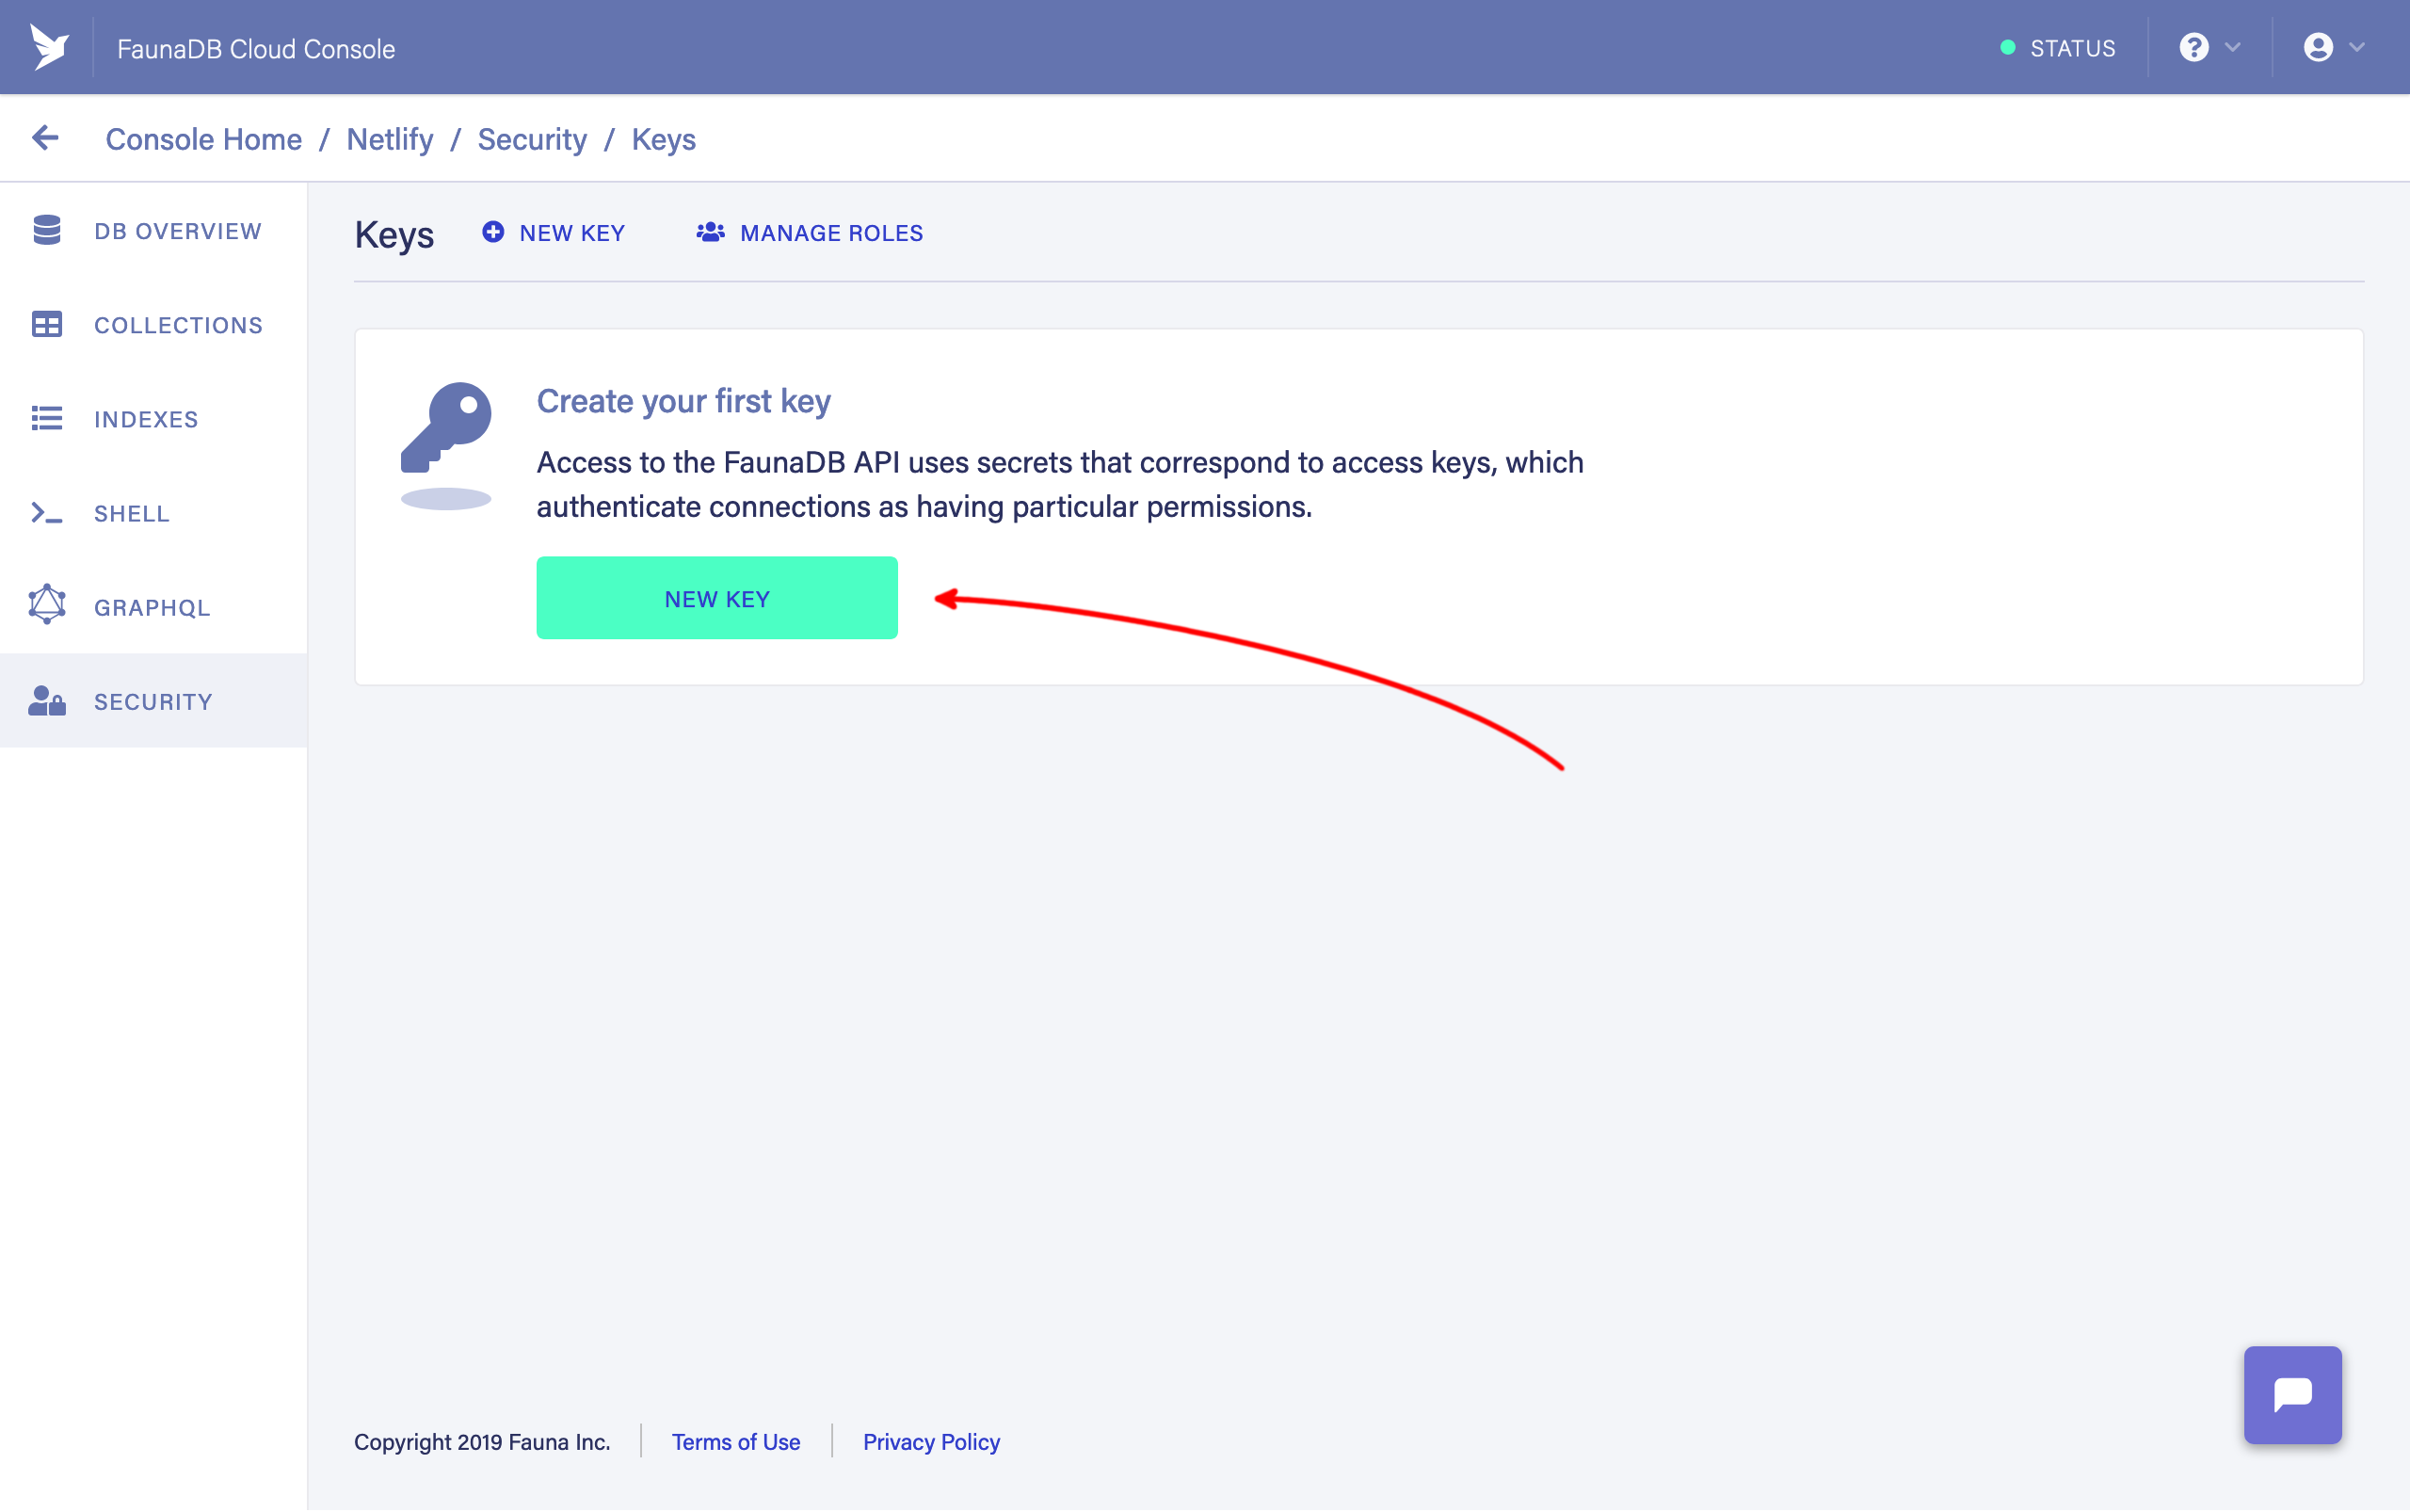 FaunaDB Cloud Console
STATUS
Console Home / Netlify / Security / Keys
DB OVERVIEW
COLLECTIONS
INDEXES
SHELL
GRAPHQL
SECURITY
Keys
NEW KEY
MANAGE ROLES
Create your first key
Access to the FaunaDB API uses secrets that correspond to access keys, which
authenticate connections as having particular permissions.
NEW KEY
Copyright 2019 Fauna Inc.
Terms of Use
Privacy Policy